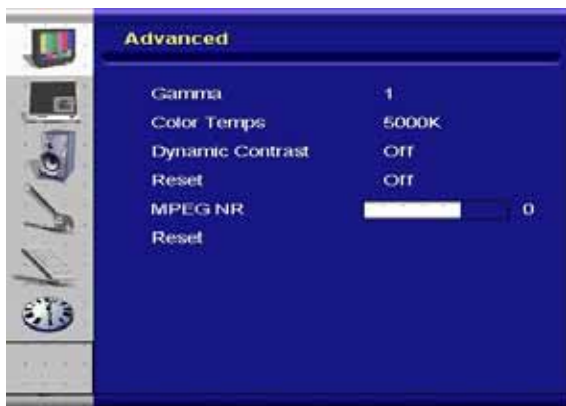 Advanced
Gamma 1
Color Temps 5000K
Dynamic Contrast Off
Reset Off
MPEG NR 0
Reset